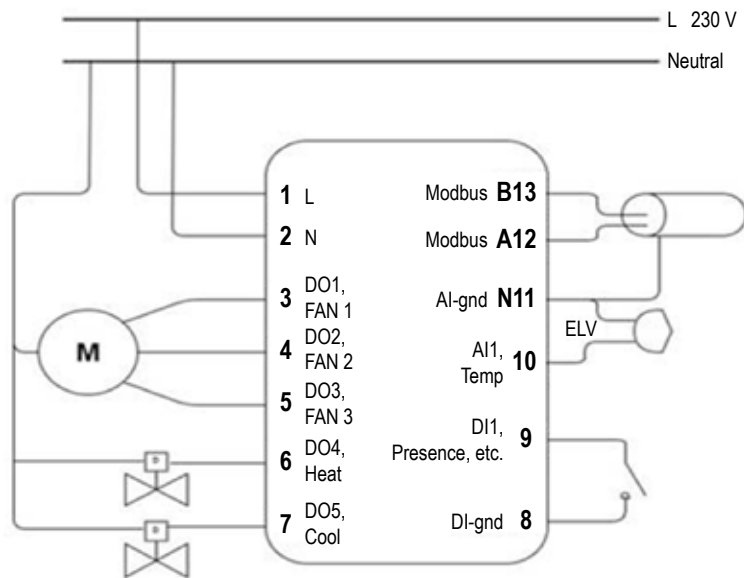 L 230 V
Neutral
1 L
Modbus B13
2 N
Modbus A12
3 DO1,
FAN 1
AI-gnd N11
ELV
4 DO2,
FAN 2
AI1,
Temp 10
5 DO3,
FAN 3
DI1,
Presence, etc. 9
6 DO4,
Heat
7 DO5,
Cool
DI-gnd 8
M